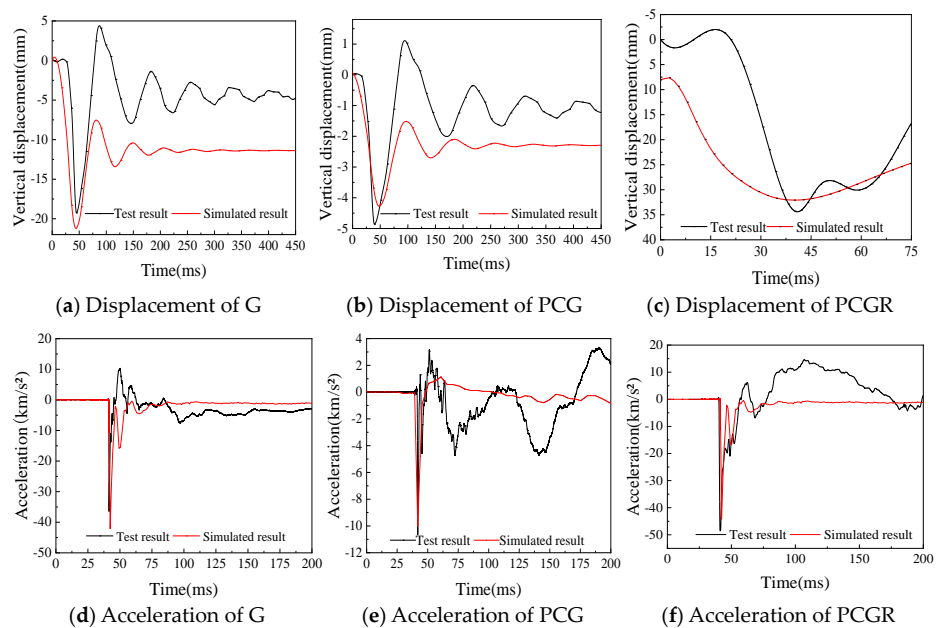 5
0
-5
-10
-15
-20
Vertical displacement(mm)
Test result
Simulated result
0 50 100 150 200 250 300 350 400 450
Time(ms)
(a) Displacement of G
1
0
-1
-2
-3
-4
-5
Vertical displacement(mm)
Test result
Simulated result
0 50 100 150 200 250 300 350 400 450
Time(ms)
(b) Displacement of PCG
-5
0
5
10
15
20
25
30
35
40
Vertical displacement(mm)
Test result
Simulated result
0 15 30 45 60 75
Time(ms)
(c) Displacement of PCGR
20
10
0
-10
-20
-30
-40
-50
Acceleration (km/s²)
Test result
Simulated result
0 25 50 75 100 125 150 175 200
Time(ms)
(d) Acceleration of G
4
2
0
-2
-4
-6
-8
-10
-12
Acceleration(km/s²)
Test result
Simulated result
0 25 50 75 100 125 150 175 200
Time(ms)
(e) Acceleration of PCG
20
10
0
-10
-20
-30
-40
-50
Acceleration(km/s²)
Test result
Simulated result
0 50 100 150 200
Time(ms)
(f) Acceleration of PCGR